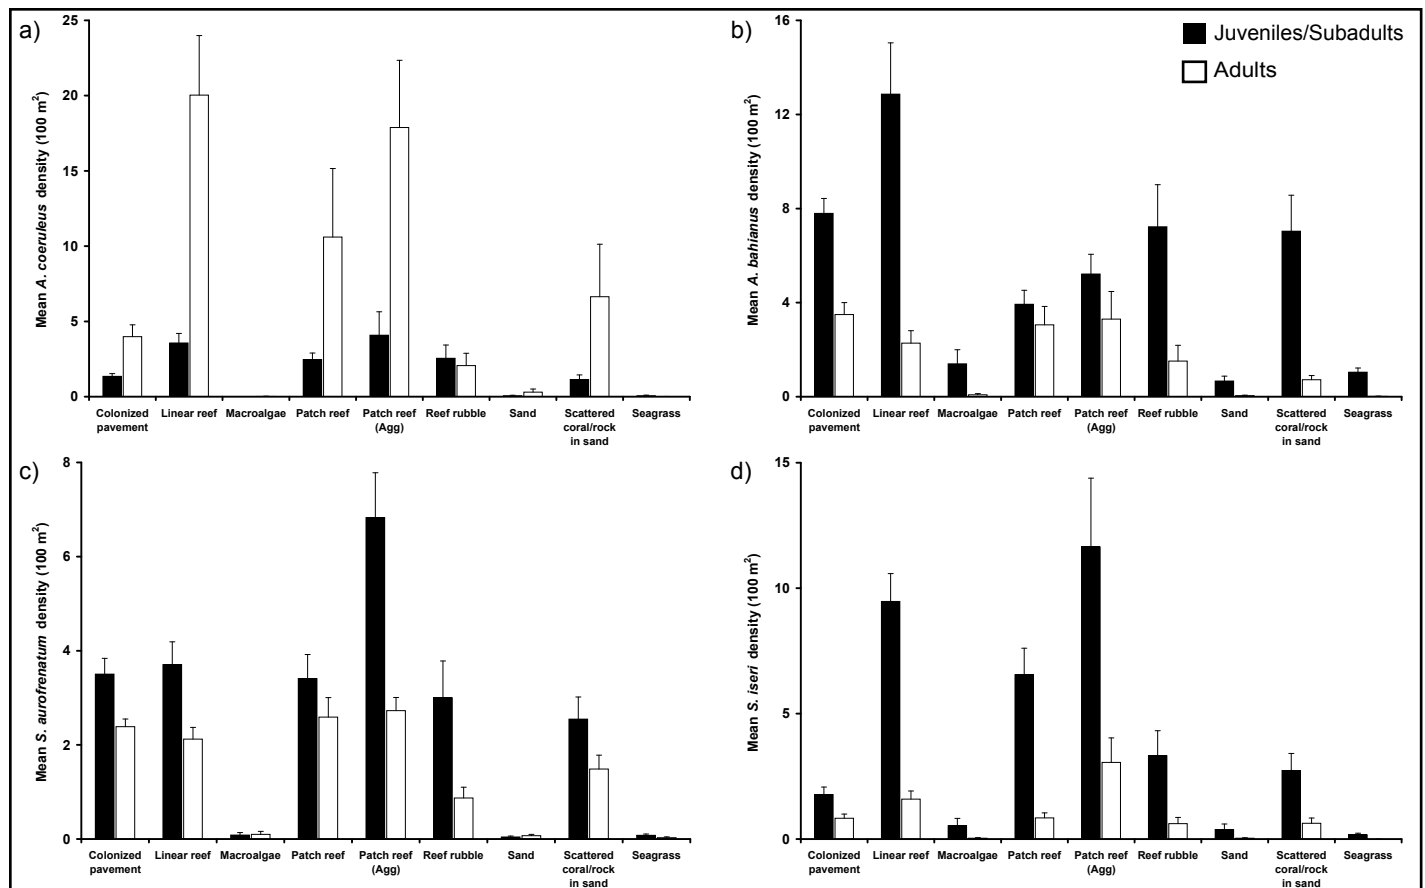 a)
Mean A. coeruleus density (100 m²)
25
20
15
10
5
0
Colonized pavement
Linear reef
Macroalgae
Patch reef
Patch reef (Agg)
Reef rubble
Sand
Scattered coral/rock in sand
Seagrass
b)
Juveniles/Subadults
Adults
Mean A. bahianus density (100 m²)
16
12
8
4
0
Colonized pavement
Linear reef
Macroalgae
Patch reef
Patch reef (Agg)
Reef rubble
Sand
Scattered coral/rock in sand
Seagrass
c)
Mean S. aurofrenatum density (100 m²)
8
6
4
2
0
Colonized pavement
Linear reef
Macroalgae
Patch reef
Patch reef (Agg)
Reef rubble
Sand
Scattered coral/rock in sand
Seagrass
d)
Mean S. iseri density (100 m²)
15
10
5
0
Colonized pavement
Linear reef
Macroalgae
Patch reef
Patch reef (Agg)
Reef rubble
Sand
Scattered coral/rock in sand
Seagrass